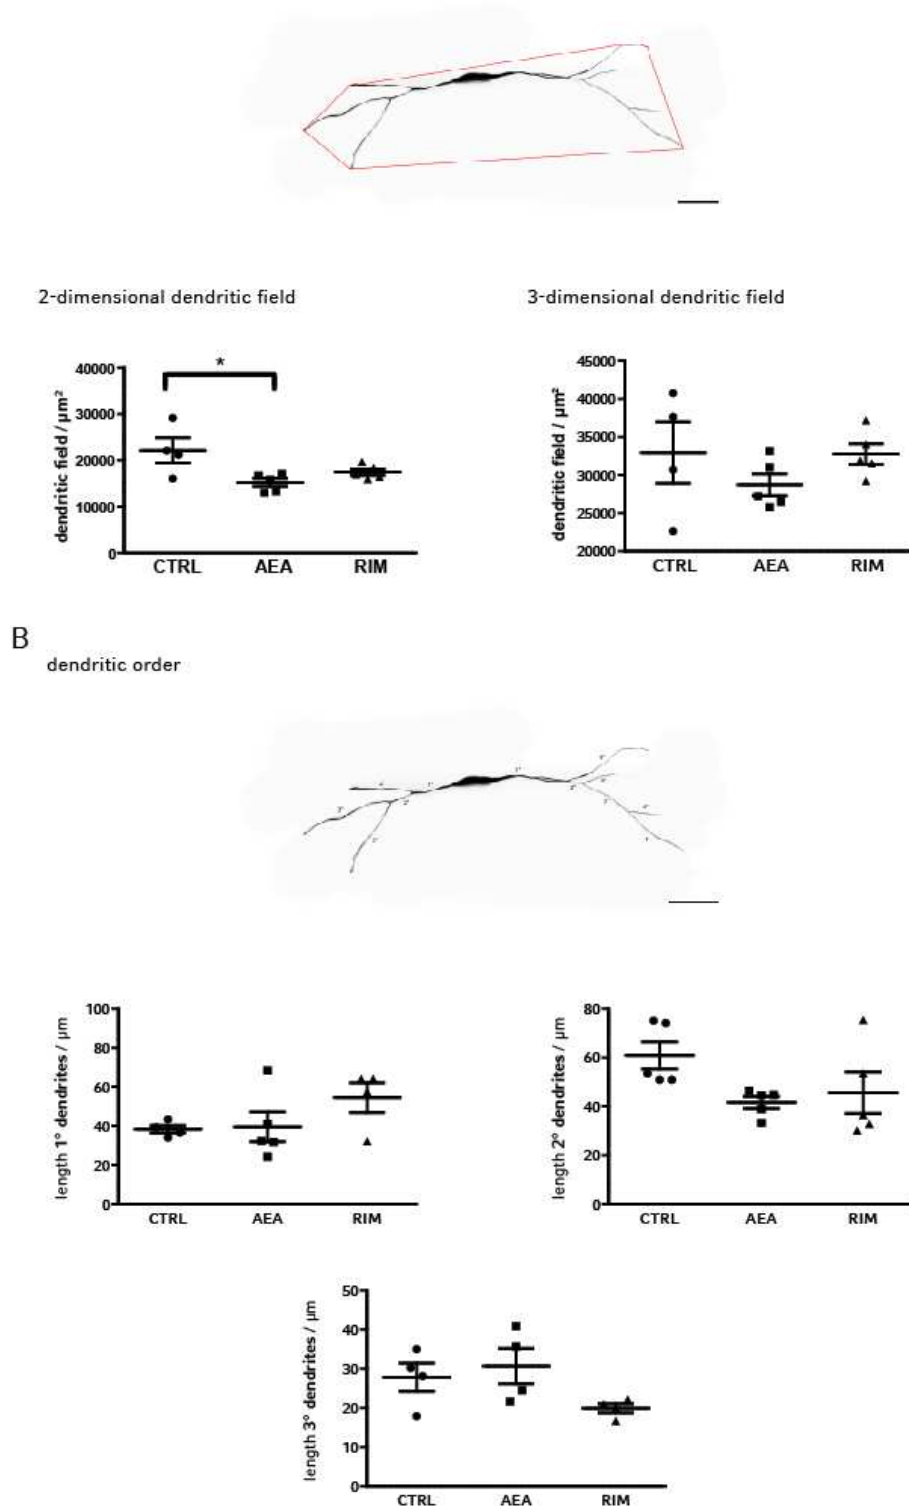 2-dimensional dendritic field
3-dimensional dendritic field
dendritic field / µm²
40000
30000
20000
10000
0
*
CTRL AEA RIM
dendritic field / µm²
45000
40000
35000
30000
25000
20000
CTRL AEA RIM
B
dendritic order
length 1° dendrites / µm
100
80
60
40
20
0
CTRL AEA RIM
length 2° dendrites / µm
80
60
40
20
0
CTRL AEA RIM
length 3° dendrites / µm
50
40
30
20
10
0
CTRL AEA RIM